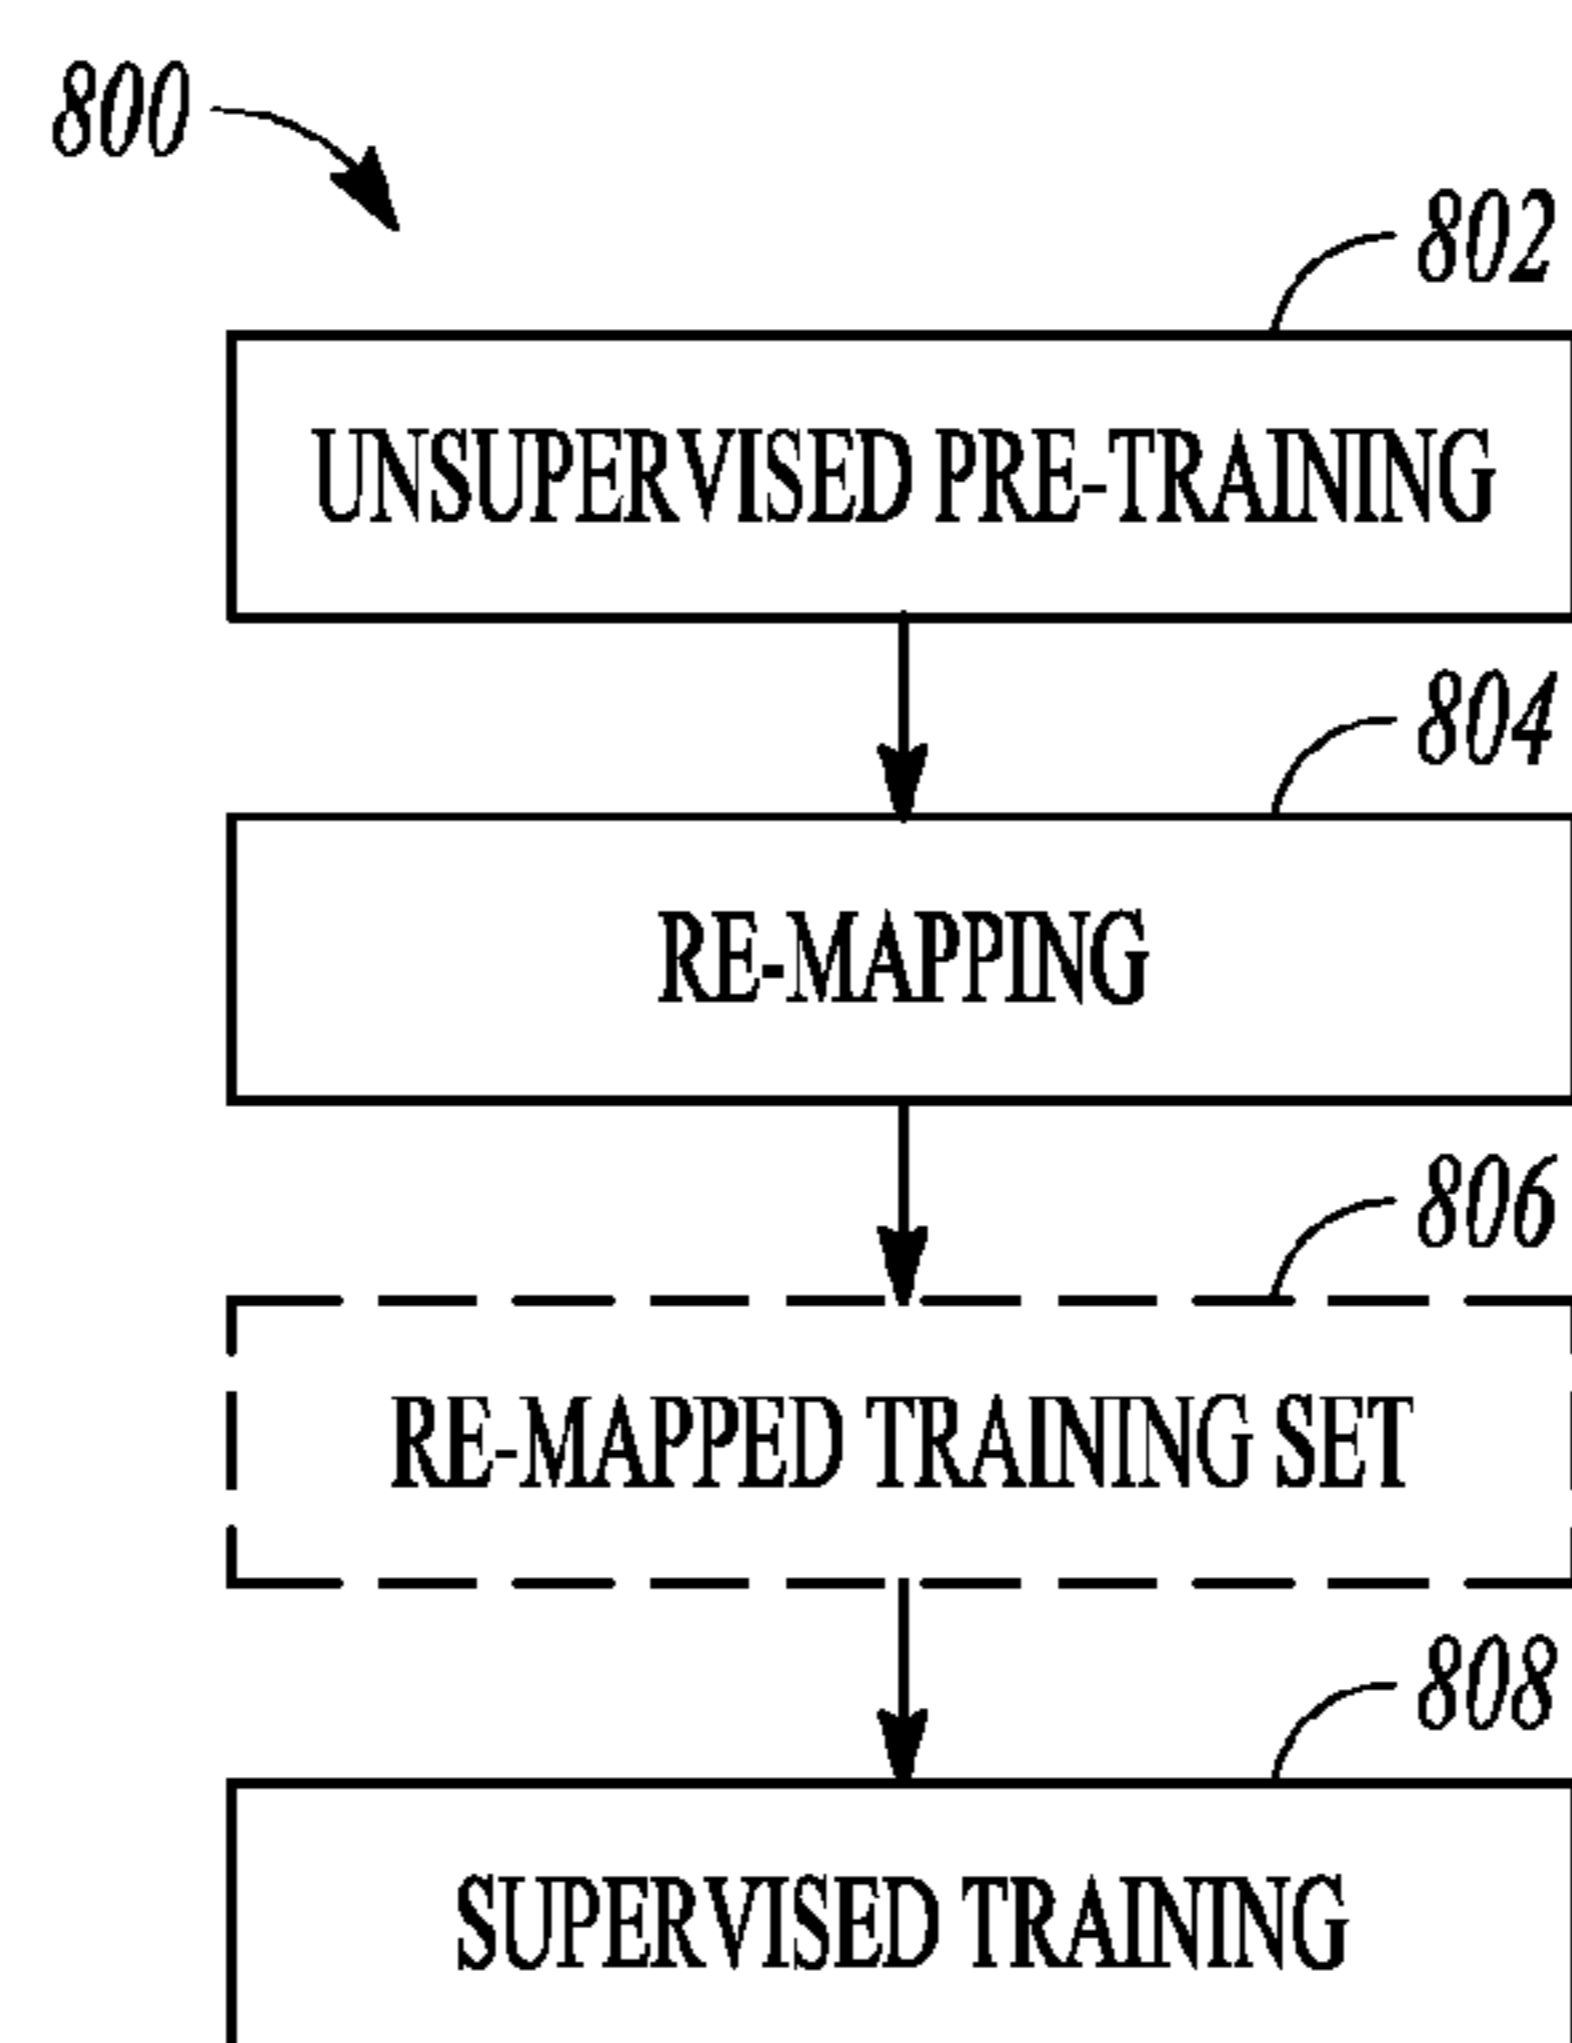 800
802
UNSUPERVISED PRE-TRAINING
804
RE-MAPPING
806
RE-MAPPED TRAINING SET
808
SUPERVISED TRAINING